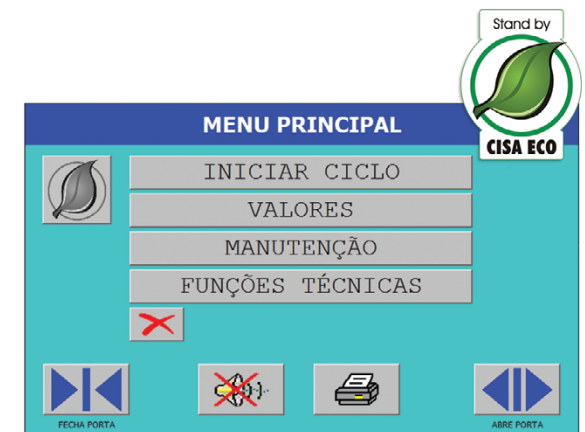 Stand by
CISA ECO
MENU PRINCIPAL
INICIAR CICLO
VALORES
MANUTENÇÃO
FUNÇÕES TÉCNICAS
FECHA PORTA
ABRE PORTA